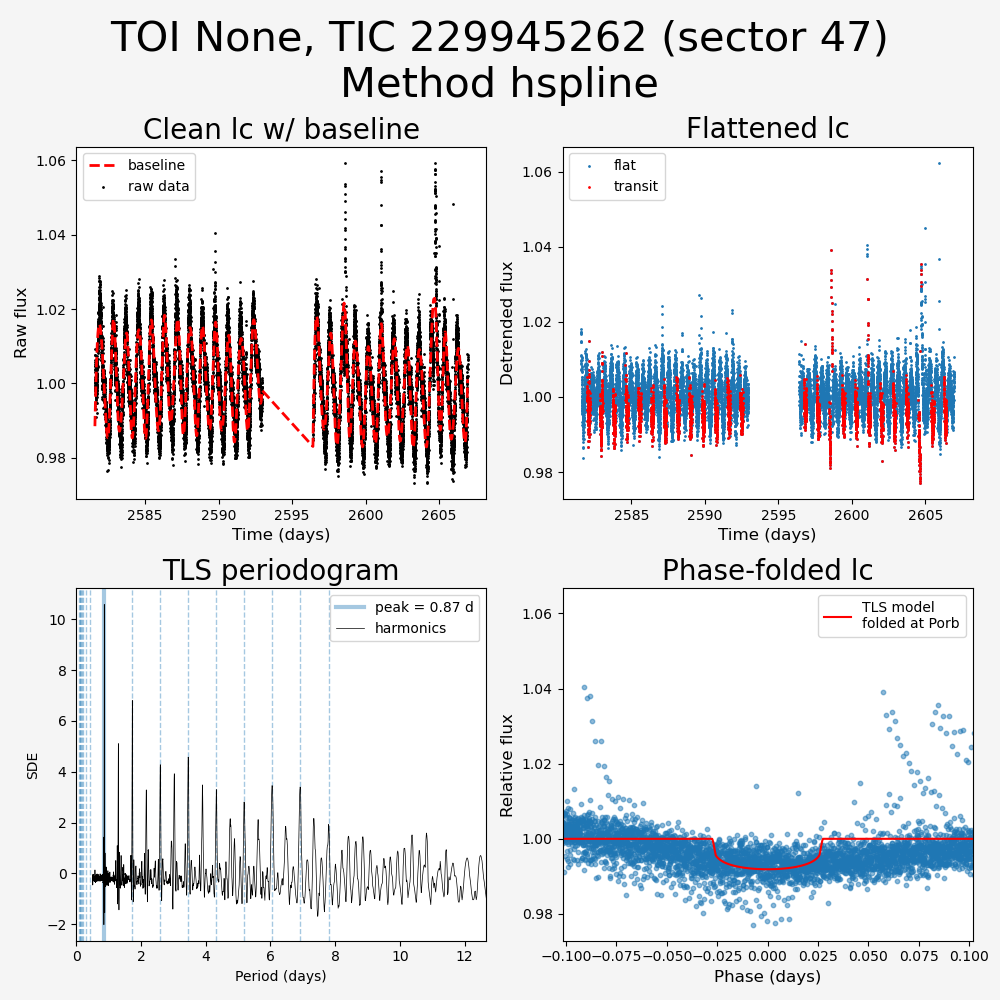 TOI None, TIC 229945262 (sector 47)
Method hspline
Clean lc w/ baseline
baseline
raw data
1.06
1.04
1.02
1.00
0.98
Raw flux
2585
2590
2595
2600
2605
Time (days)
Flattened lc
flat
transit
1.06
1.04
1.02
1.00
0.98
Detrended flux
2585
2590
2595
2600
2605
Time (days)
TLS periodogram
peak = 0.87 d
harmonics
10
8
6
4
2
0
−2
SDE
0
2
4
6
8
10
12
Period (days)
Phase-folded lc
TLS model
folded at Porb
1.06
1.04
1.02
1.00
0.98
Relative flux
−0.100
−0.075
−0.050
−0.025
0.000
0.025
0.050
0.075
0.100
Phase (days)